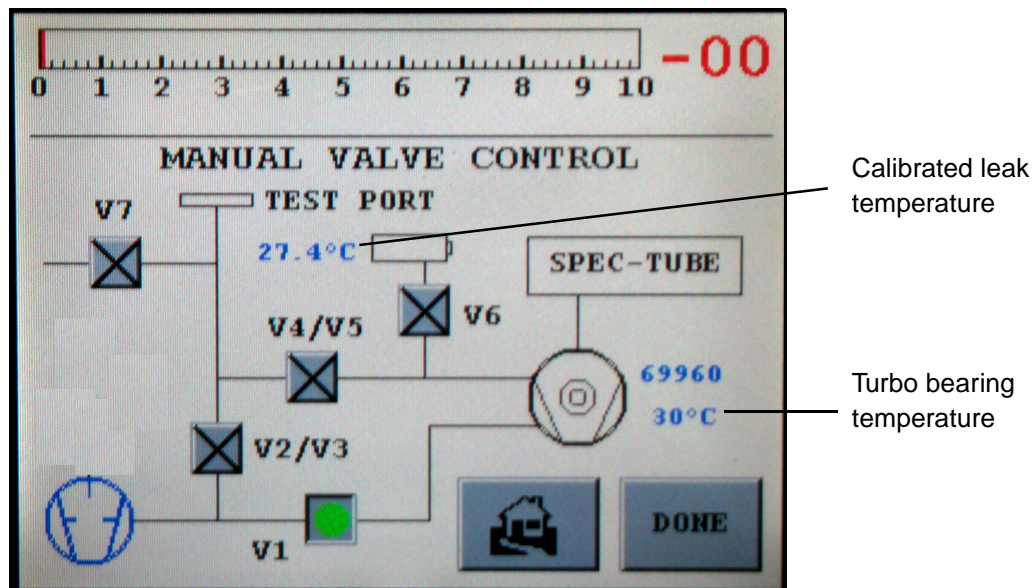 -00
0 1 2 3 4 5 6 7 8 9 10
MANUAL VALVE CONTROL
TEST PORT
V7
27.4°C
SPEC-TUBE
V6
V4/V5
69960
30°C
V2/V3
V1
DONE
Calibrated leak
temperature
Turbo bearing
temperature